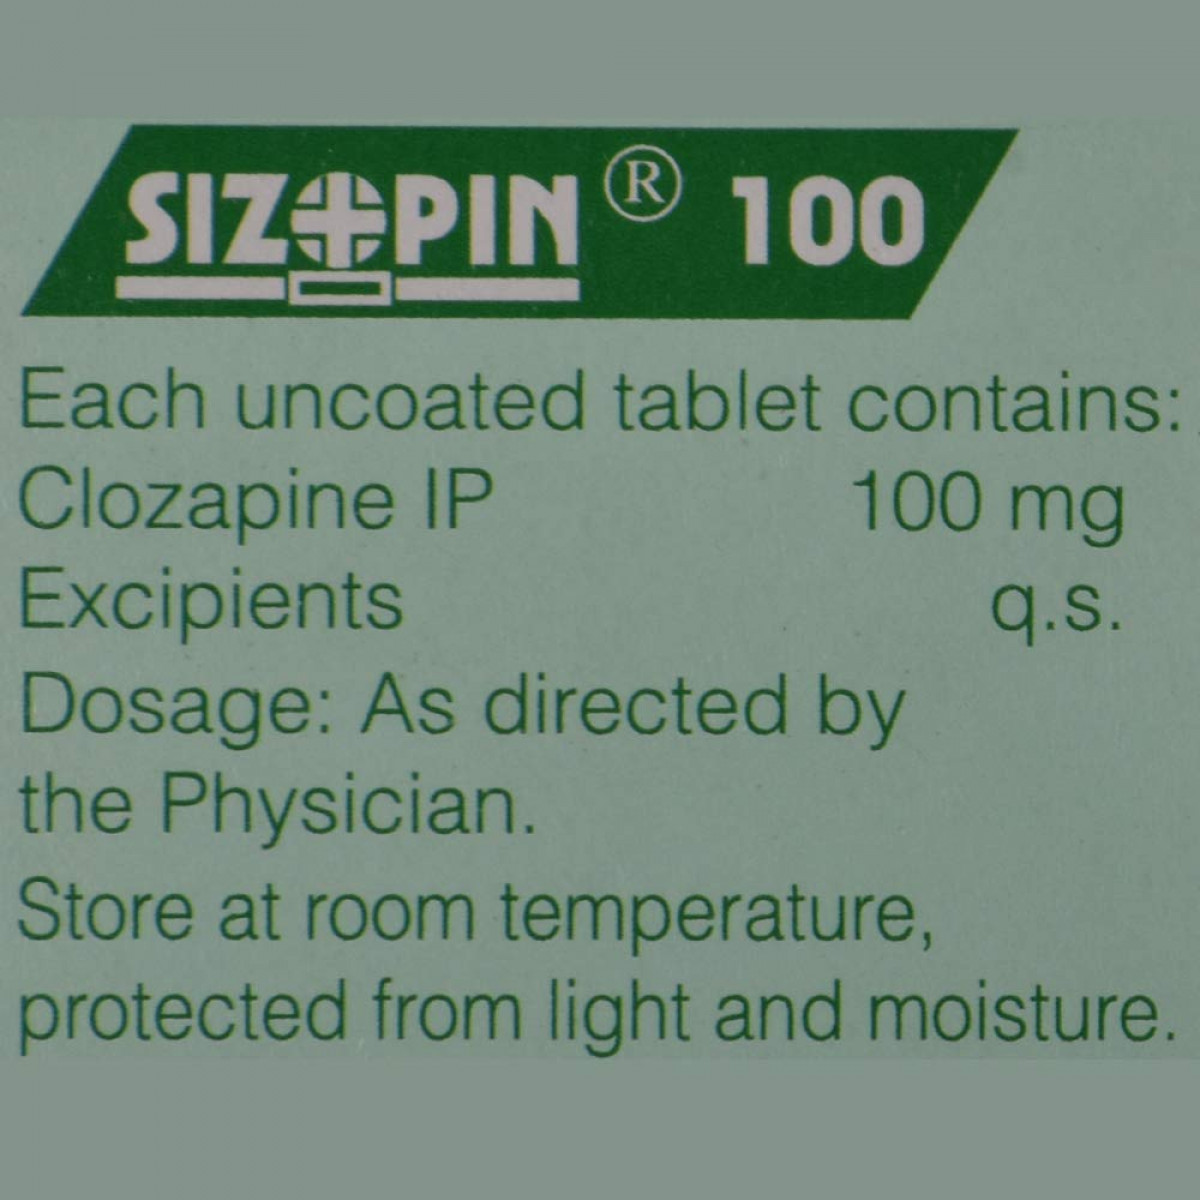 SIZOPIN® 100
Each uncoated tablet contains:
Clozapine IP 100 mg
Excipients q.s.
Dosage: As directed by
the Physician.
Store at room temperature,
protected from light and moisture.